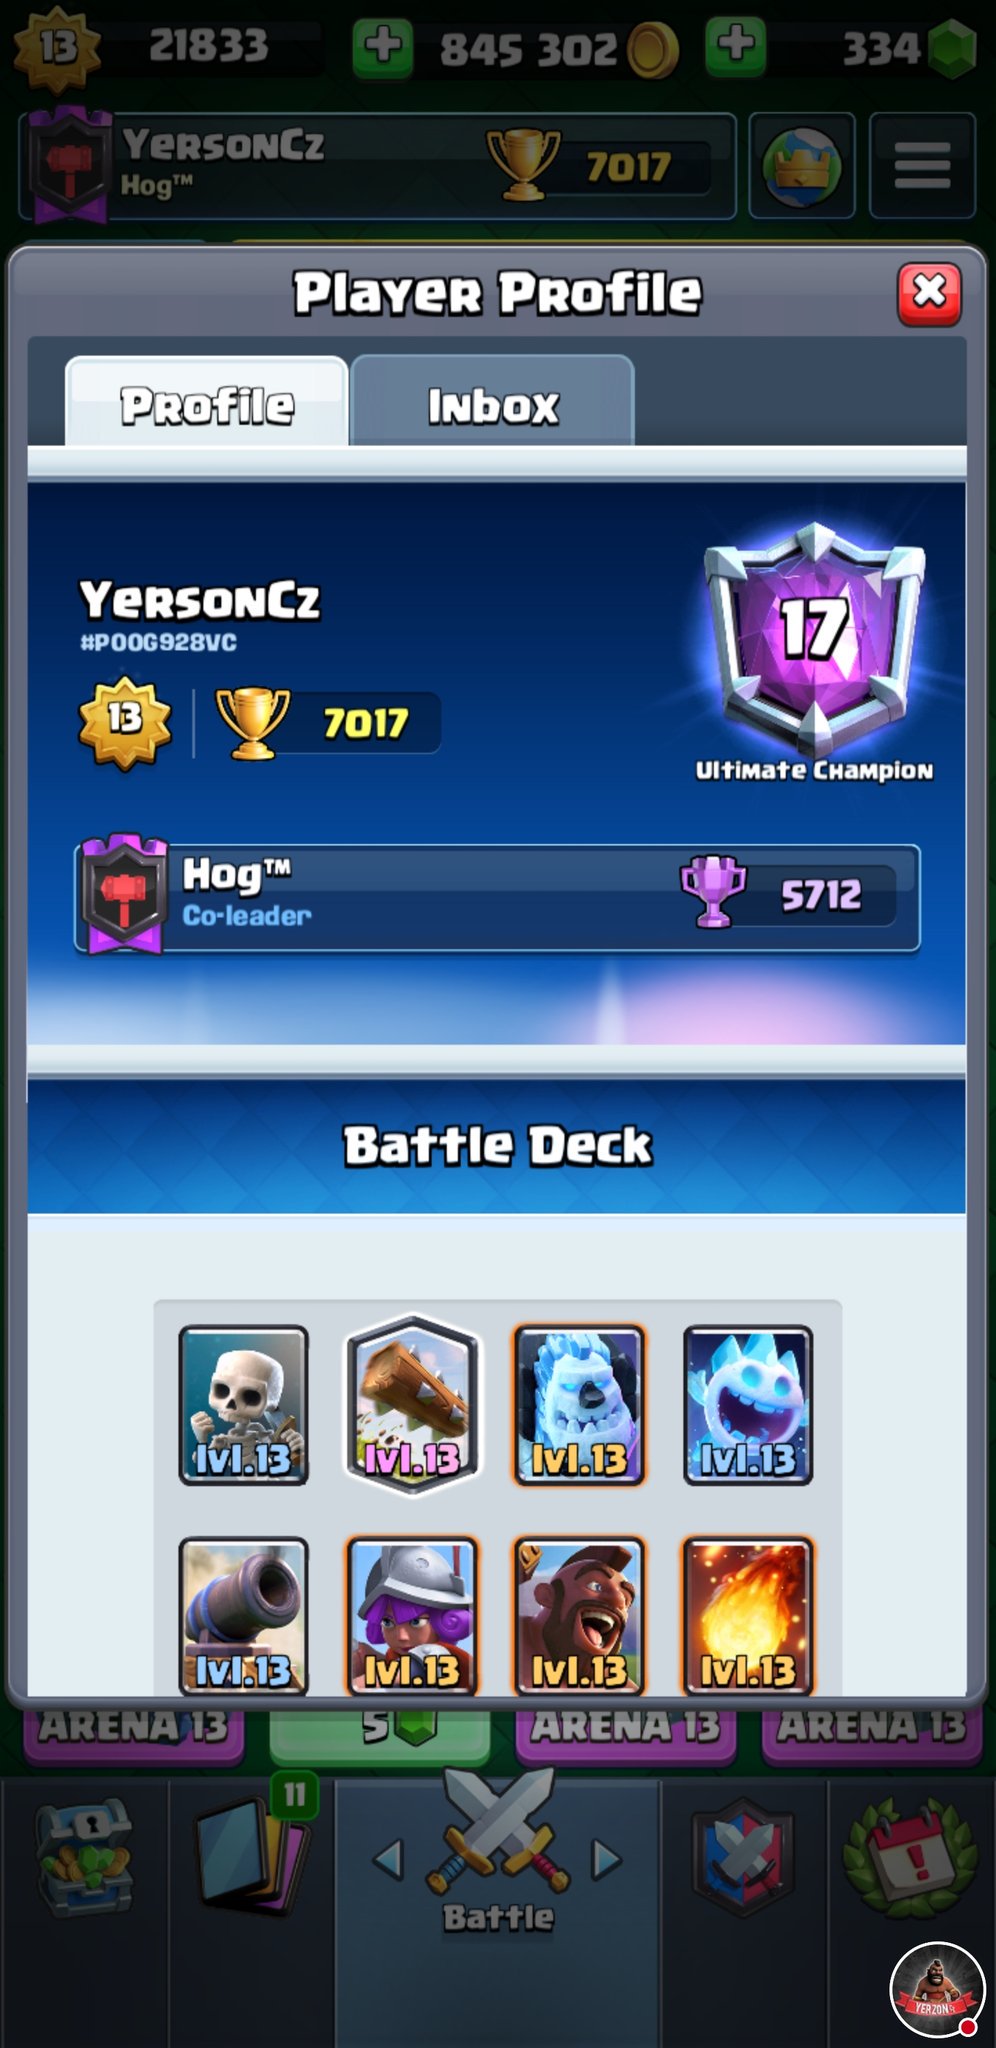 13 21833 845 302 334
YersonCz
Hog™
7017
Player Profile
Profile
Inbox
YersonCz
#P00G928VC
13 7017
17
Ultimate Champion
Hog™
Co-leader
5712
Battle Deck
lvl.13 lvl.13 lvl.13 lvl.13
lvl.13 lvl.13 lvl.13 lvl.13
ARENA 13 5 ARENA 13 ARENA 13
11
!
Battle